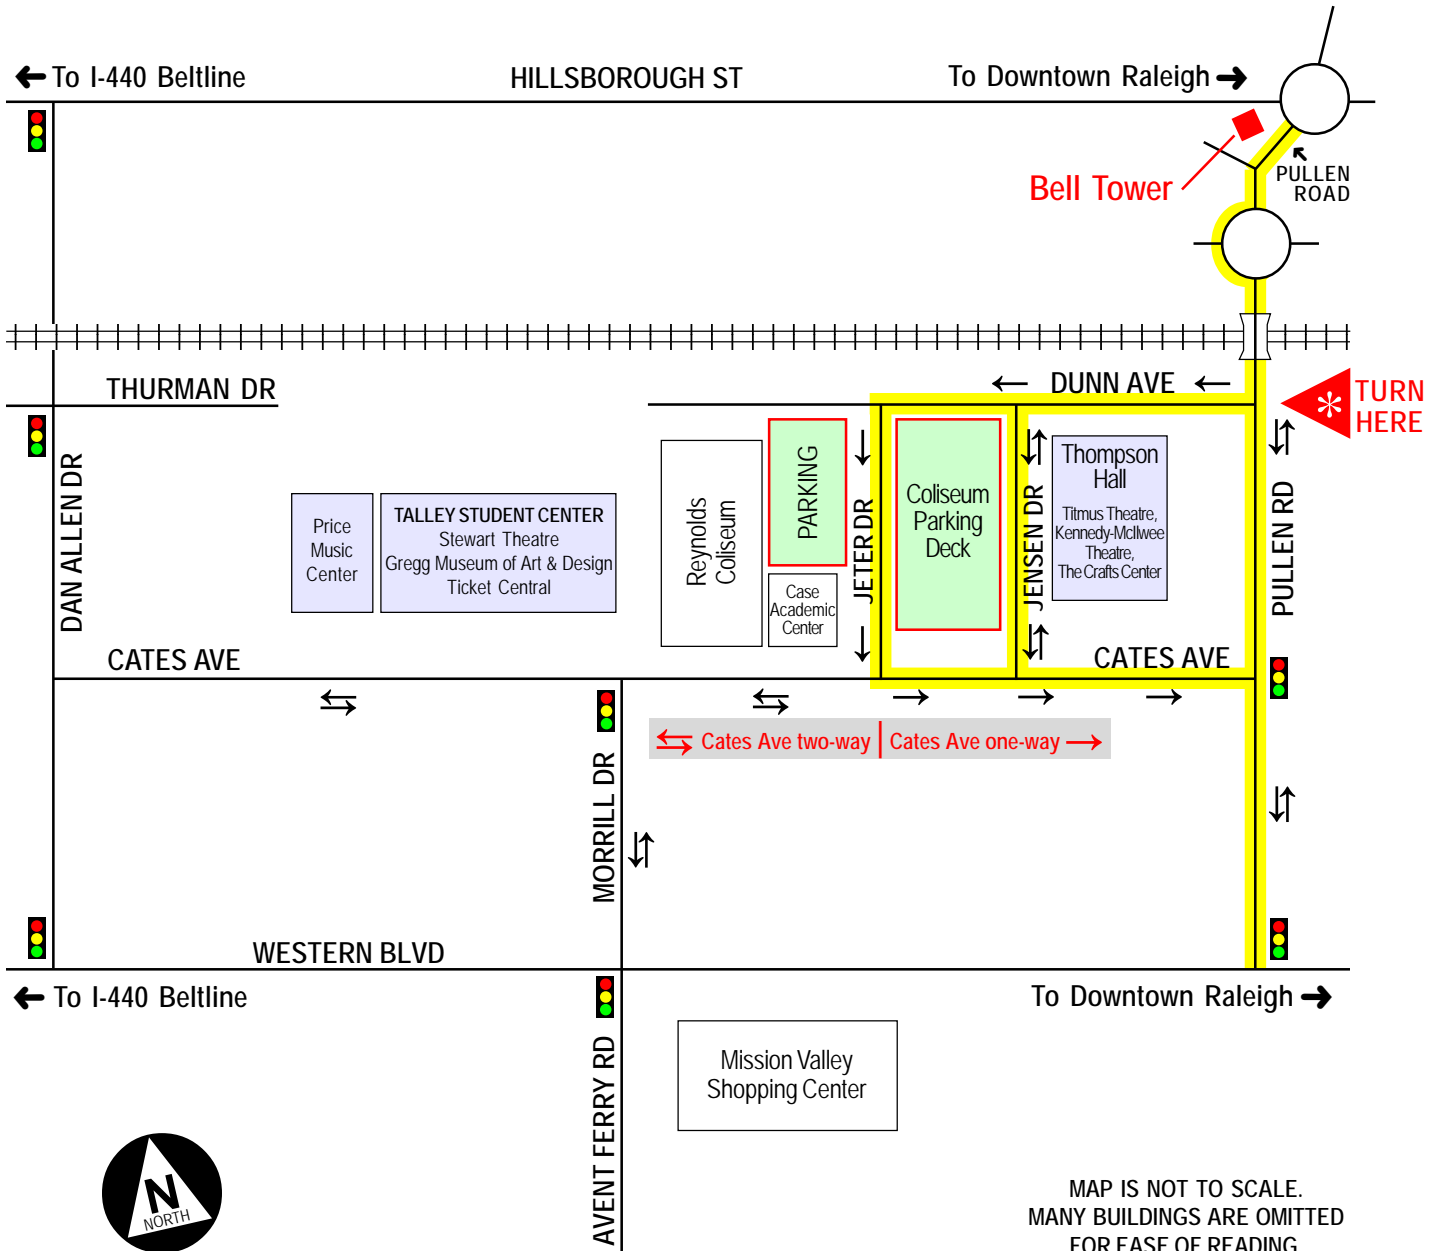 To I-440 Beltline
HILLSBOROUGH ST
To Downtown Raleigh
Bell Tower
PULLEN
ROAD
THURMAN DR
DUNN AVE
TURN
HERE
*
DAN ALLEN DR
Price
Music
Center
TALLEY STUDENT CENTER
Stewart Theatre
Gregg Museum of Art & Design
Ticket Central
Reynolds
Coliseum
PARKING
Case
Academic
Center
JETER DR
Coliseum
Parking
Deck
JENSEN DR
Thompson
Hall
Titmus Theatre,
Kennedy-McIlwee
Theatre,
The Crafts Center
PULLEN RD
CATES AVE
CATES AVE
Cates Ave two-way
Cates Ave one-way
MORRILL DR
WESTERN BLVD
To I-440 Beltline
To Downtown Raleigh
AVENT FERRY RD
Mission Valley
Shopping Center
N
NORTH
MAP IS NOT TO SCALE.
MANY BUILDINGS ARE OMITTED
FOR EASE OF READING